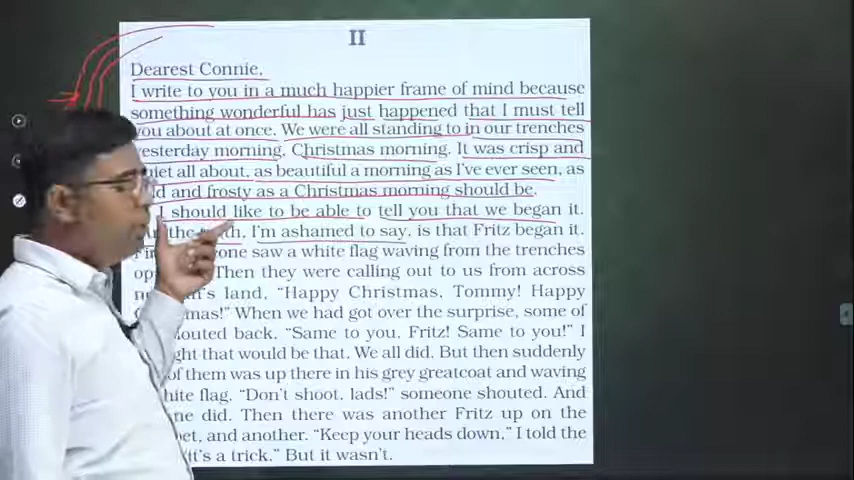 II
Dearest Connie,
I write to you in a much happier frame of mind because
something wonderful has just happened that I must tell
you about at once. We were all standing to in our trenches
yesterday morning, Christmas morning. It was crisp and
quiet all about, as beautiful a morning as I've ever seen, as
and frosty as a Christmas morning should be.
I should like to be able to tell you that we began it.
the truth, I'm ashamed to say, is that Fritz began it.
saw a white flag waving from the trenches
Then they were calling out to us from across
land, "Happy Christmas, Tommy! Happy
When we had got over the surprise, some of
back. "Same to you, Fritz! Same to you!" I
that would be that. We all did. But then suddenly
of them was up there in his grey greatcoat and waving
flag. "Don't shoot, lads!" someone shouted. And
did. Then there was another Fritz up on the
and another. "Keep your heads down," I told the
"it's a trick." But it wasn't.